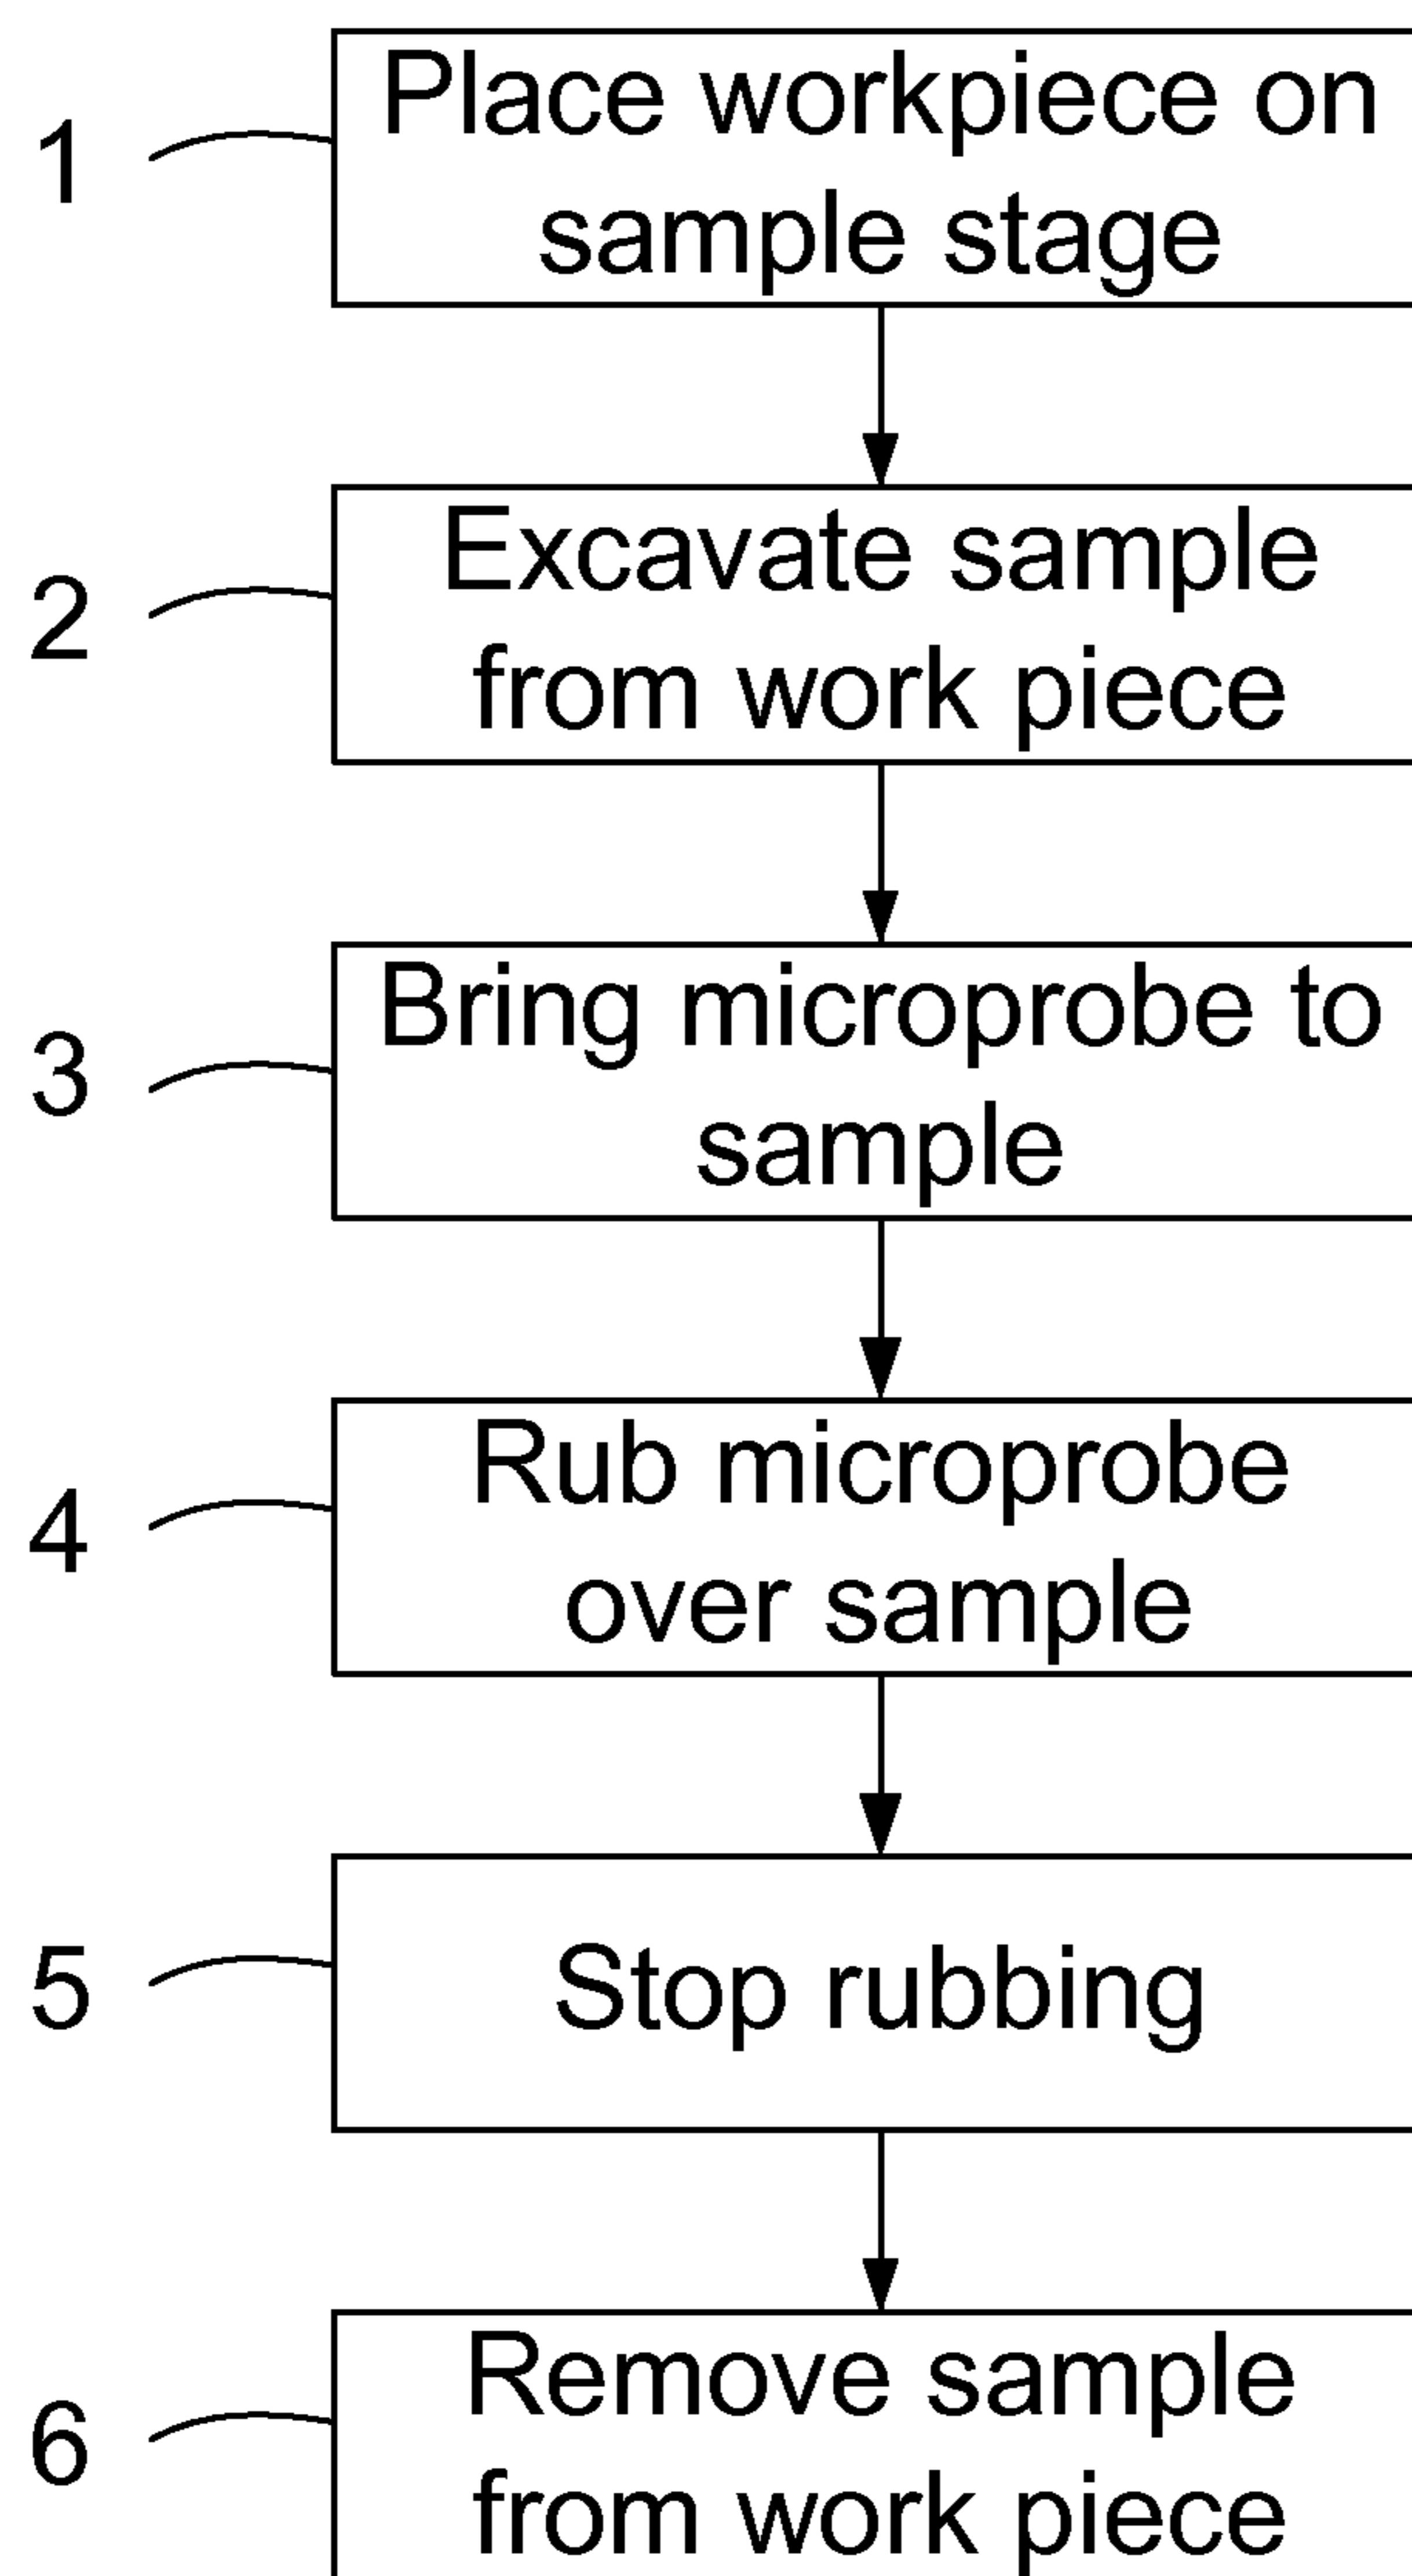 1
Place workpiece on
sample stage
2
Excavate sample
from work piece
3
Bring microprobe to
sample
4
Rub microprobe
over sample
5
Stop rubbing
6
Remove sample
from work piece